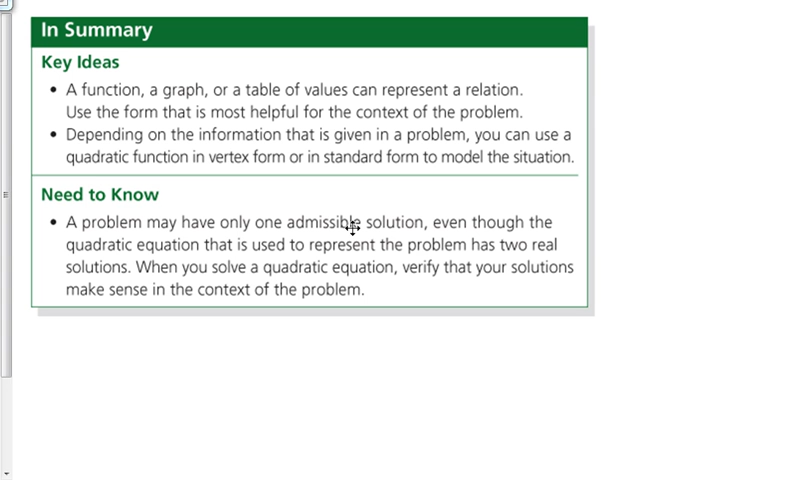 In Summary
Key Ideas
• A function, a graph, or a table of values can represent a relation.
Use the form that is most helpful for the context of the problem.
• Depending on the information that is given in a problem, you can use a
quadratic function in vertex form or in standard form to model the situation.
Need to Know
• A problem may have only one admissible solution, even though the
quadratic equation that is used to represent the problem has two real
solutions. When you solve a quadratic equation, verify that your solutions
make sense in the context of the problem.